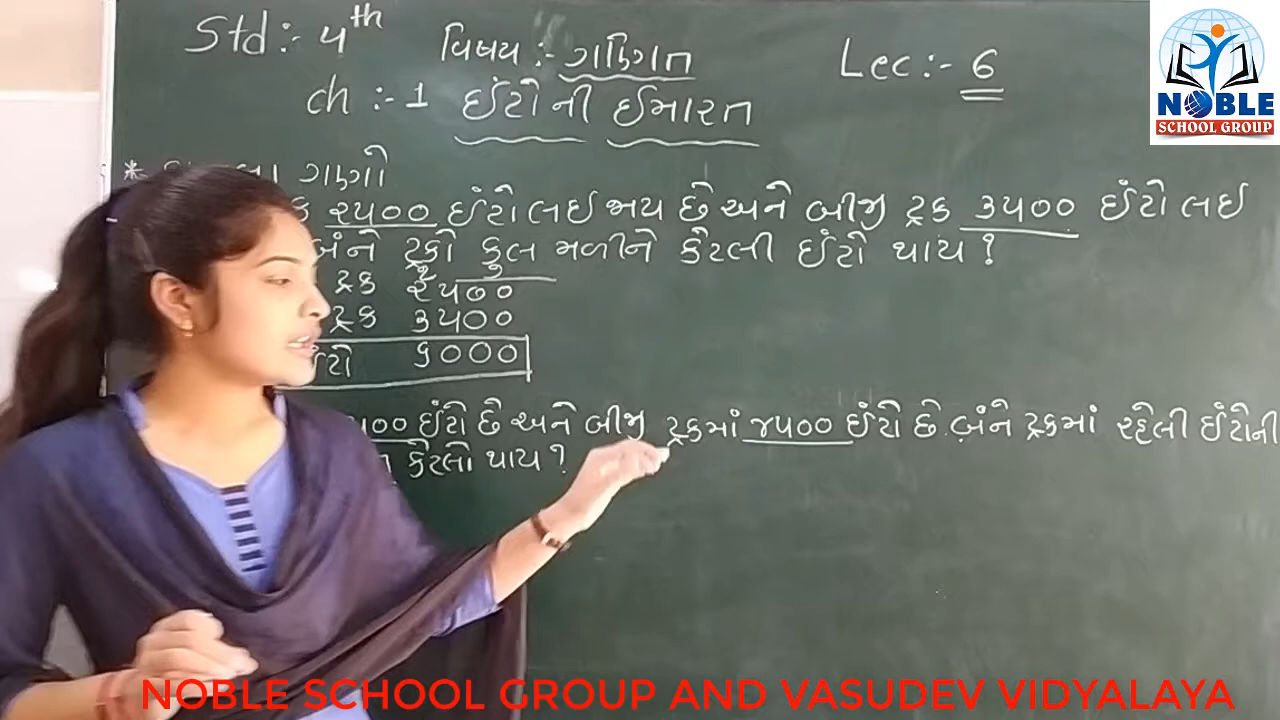 Std :- 4th
વિષય :- ગણિત
Lec :- 6
NOBLE
SCHOOL GROUP
ch :- 1 ઈંટોની ઈમારત
* ગણો
૨૫૦૦ ઈંટો લઈ જાય છે અને બીજી ટ્રક ૩૫૦૦ ઈંટો લઈ
બંને ટ્રકો કુલ મળીને કેટલી ઈંટો થાય ?
ટ્રક ૨૫૦૦
ટ્રક ૩૫૦૦
ઈંટો ૬૦૦૦
૦૦ ઈંટો છે અને બીજી ટ્રકમાં ૪૫૦૦ ઈંટો છે. બંને ટ્રકમાં રહેલી ઈંટોની
કેટલો થાય ?
NOBLE SCHOOL GROUP AND VASUDEV VIDYALAYA